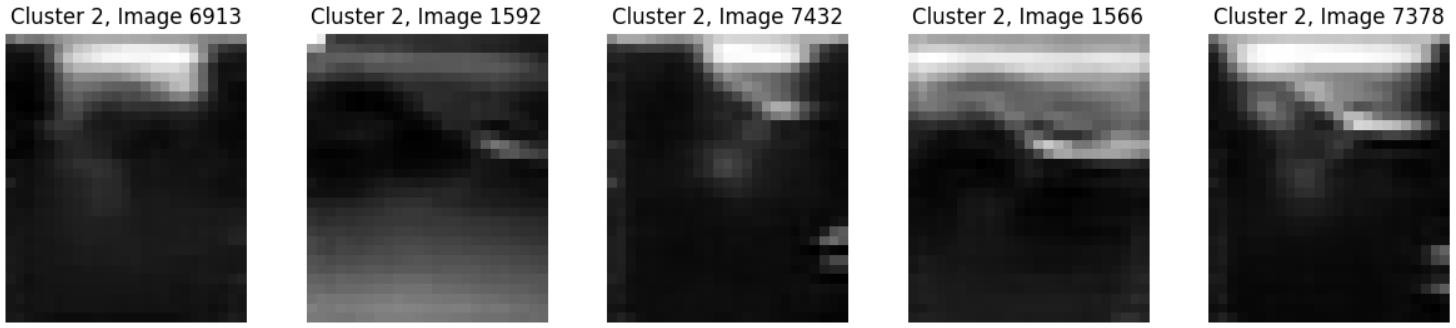 Cluster 2, Image 6913
Cluster 2, Image 1592
Cluster 2, Image 7432
Cluster 2, Image 1566
Cluster 2, Image 7378